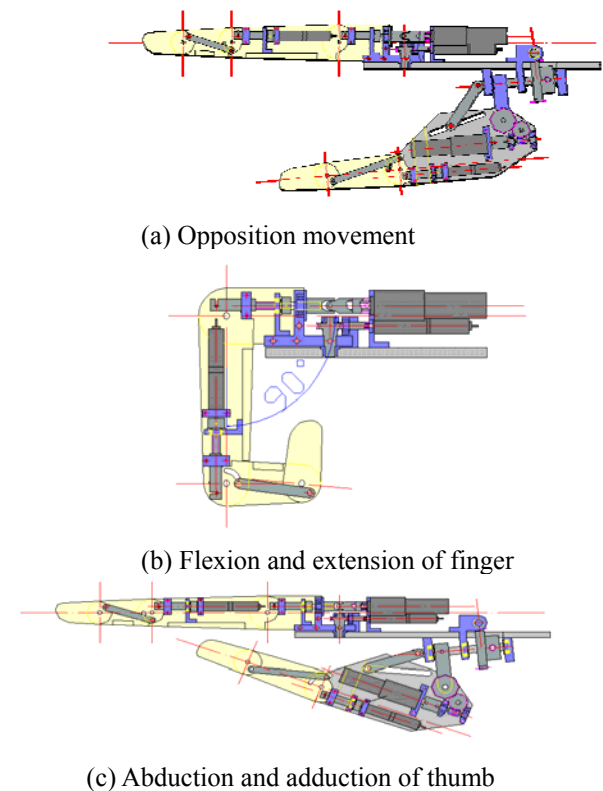 (a) Opposition movement
90°
(b) Flexion and extension of finger
(c) Abduction and adduction of thumb